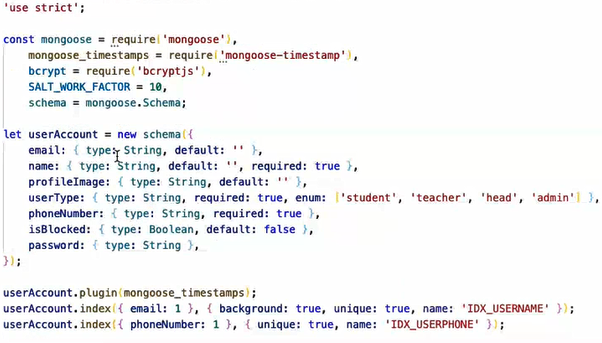 'use strict';
const mongoose = require('mongoose'),
mongoose_timestamps = require('mongoose-timestamp'),
bcrypt = require('bcryptjs'),
SALT_WORK_FACTOR = 10,
schema = mongoose.Schema;
let userAccount = new schema({
email: { type: String, default: '' },
name: { type: String, default: '', required: true },
profileImage: { type: String, default: '' },
userType: { type: String, required: true, enum: ['student', 'teacher', 'head', 'admin'] },
phoneNumber: { type: String, required: true },
isBlocked: { type: Boolean, default: false },
password: { type: String },
});
userAccount.plugin(mongoose_timestamps);
userAccount.index({ email: 1 }, { background: true, unique: true, name: 'IDX_USERNAME' });
userAccount.index({ phoneNumber: 1 }, { unique: true, name: 'IDX_USERPHONE' });